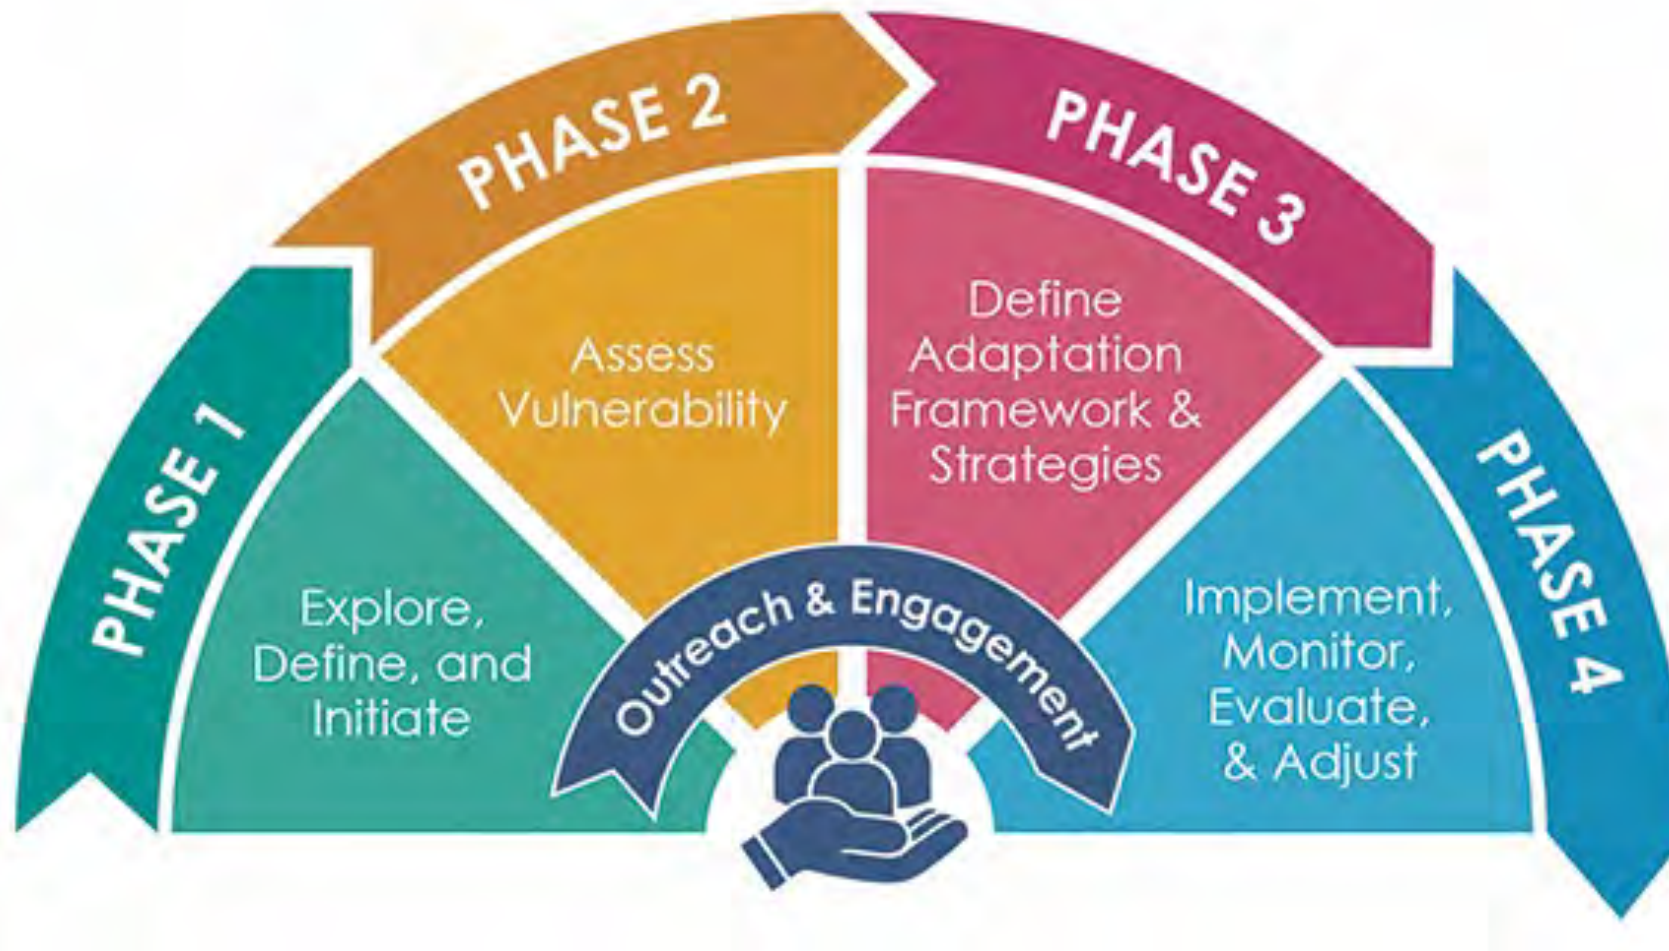 PHASE 1
Explore,
Define, and
Initiate
PHASE 2
Assess
Vulnerability
PHASE 3
Define
Adaptation
Framework &
Strategies
PHASE 4
Implement,
Monitor,
Evaluate,
& Adjust
Outreach & Engagement